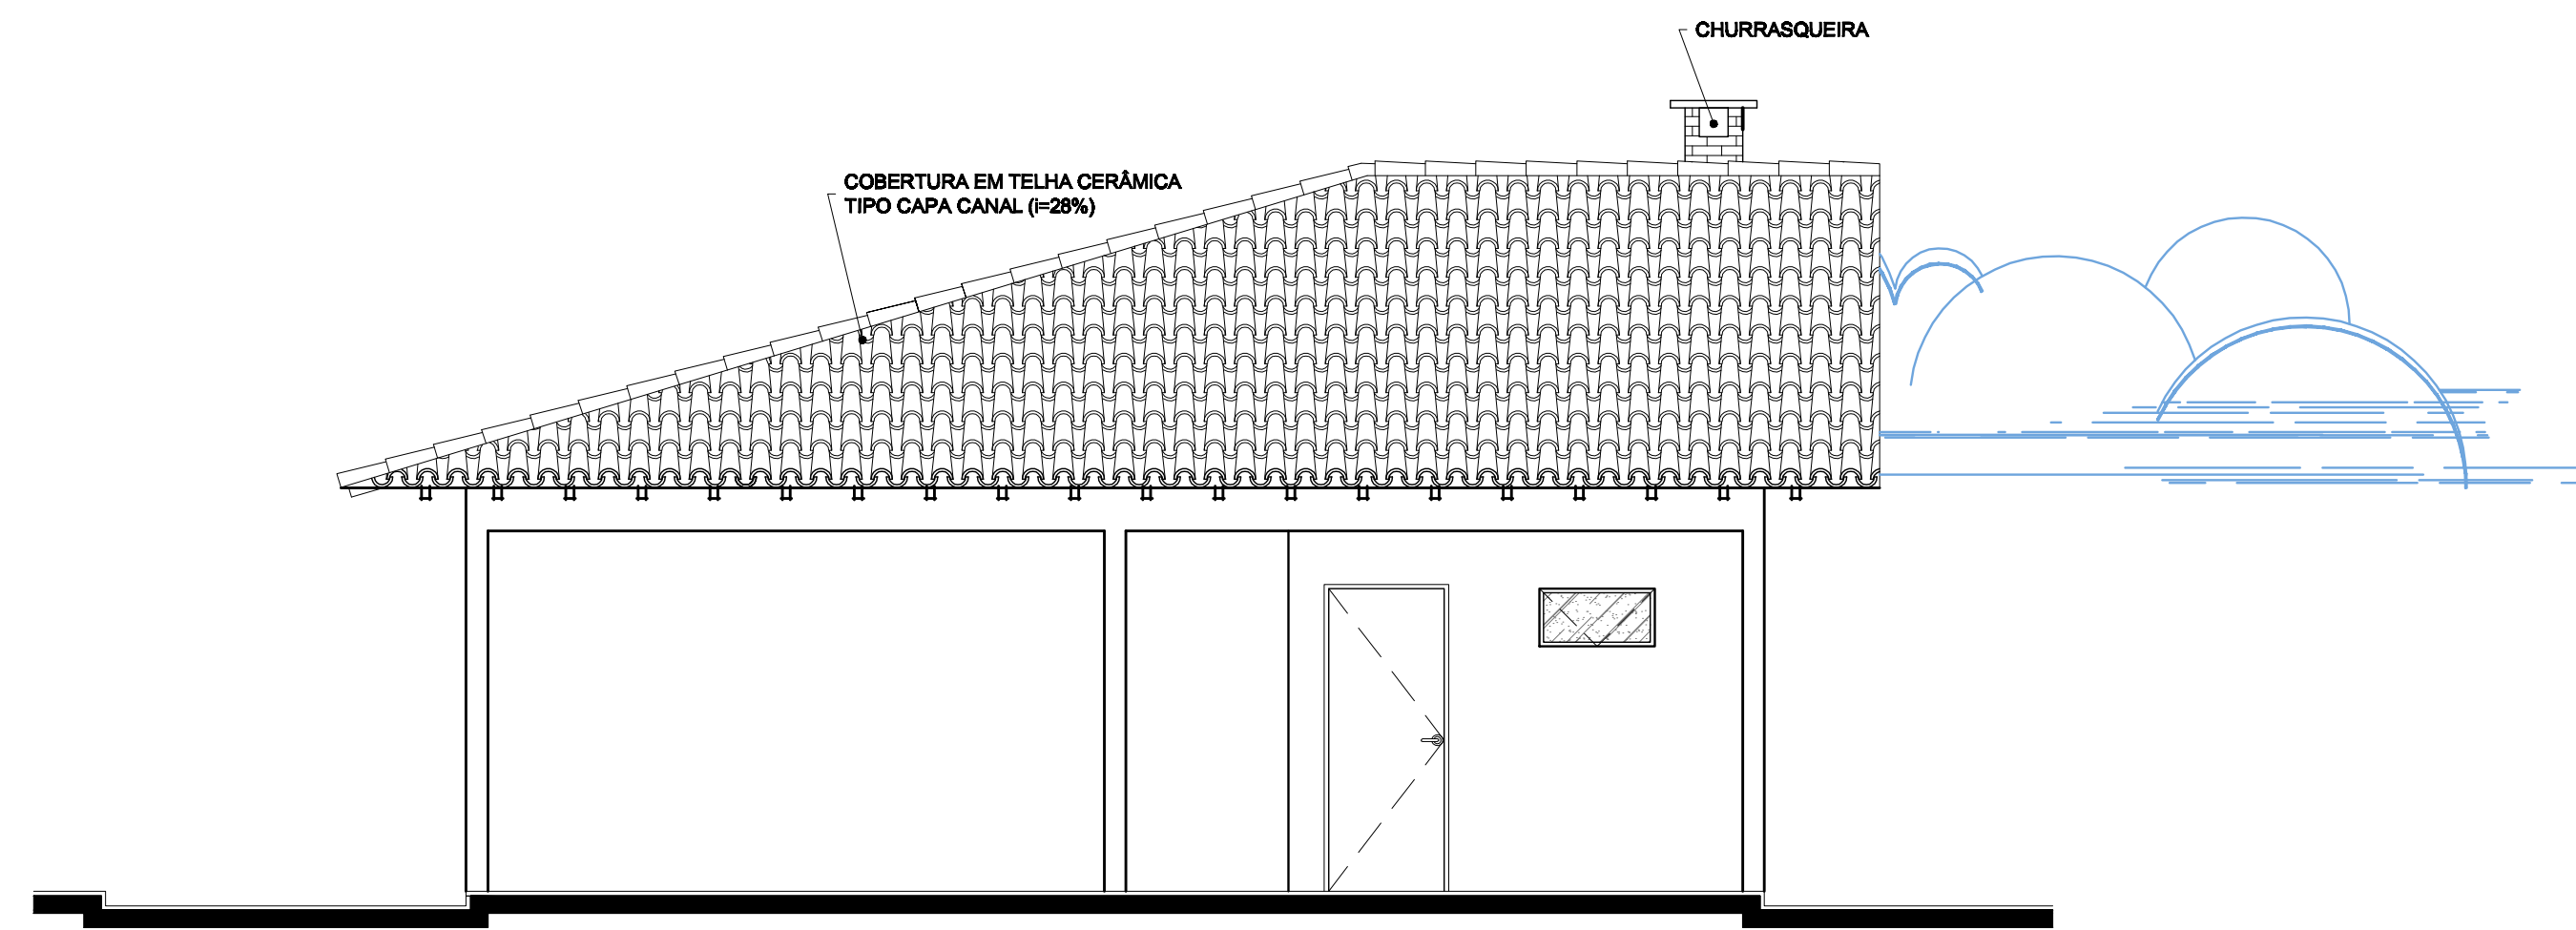 CHURRASQUEIRA
COBERTURA EM TELHA CERÂMICA
TIPO CAPA CANAL (i=28%)